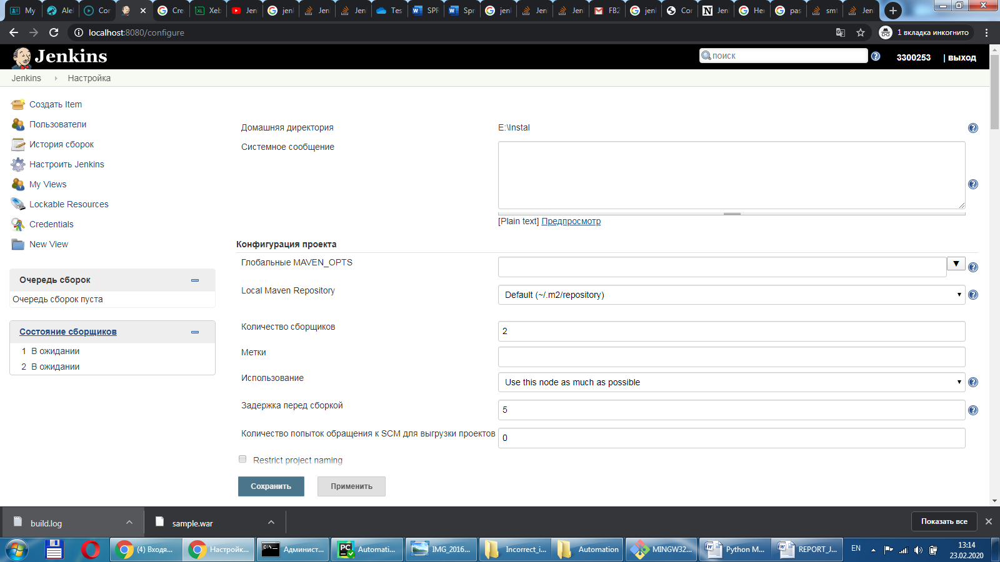 My
Alel
Cor
Cre
Xeb
Jen
jenl
Jenl
Jen
Tes
SPR
Spr
jenl
Jen
Jenl
FB2
jenl
Cor
Jen
Her
pas
smt
Jen
localhost:8080/configure
1 вкладка инкогнито
Jenkins
поиск
3300253
| выход
Jenkins
Настройка
Создать Item
Пользователи
История сборок
Настроить Jenkins
My Views
Lockable Resources
Credentials
New View
Очередь сборок
Очередь сборок пуста
Состояние сборщиков
1 В ожидании
2 В ожидании
Домашняя директория
E:\Instal
Системное сообщение
[Plain text] Предпросмотр
Конфигурация проекта
Глобальные MAVEN_OPTS
Local Maven Repository
Default (~/.m2/repository)
Количество сборщиков
2
Метки
Использование
Use this node as much as possible
Задержка перед сборкой
5
Количество попыток обращения к SCM для выгрузки проектов
0
Restrict project naming
Сохранить
Применить
build.log
sample.war
Показать все
(4) Входя...
Настройк...
Админист...
Automati...
IMG_2016...
Incorrect_i...
Automation
MINGW32...
Python M...
REPORT_J...
EN
13:14
23.02.2020